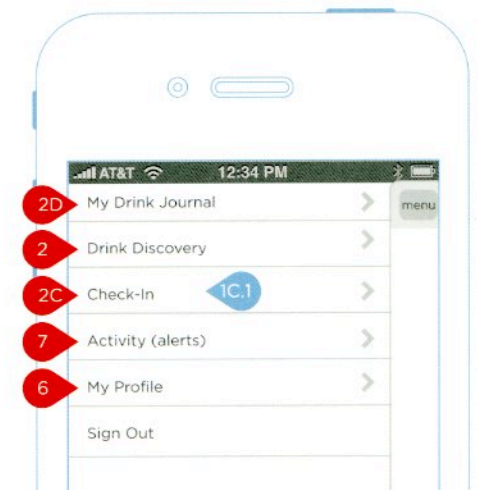 AT&T 12:34 PM
2D My Drink Journal menu
2 Drink Discovery
2C Check-In 1C.1
7 Activity (alerts)
6 My Profile
Sign Out